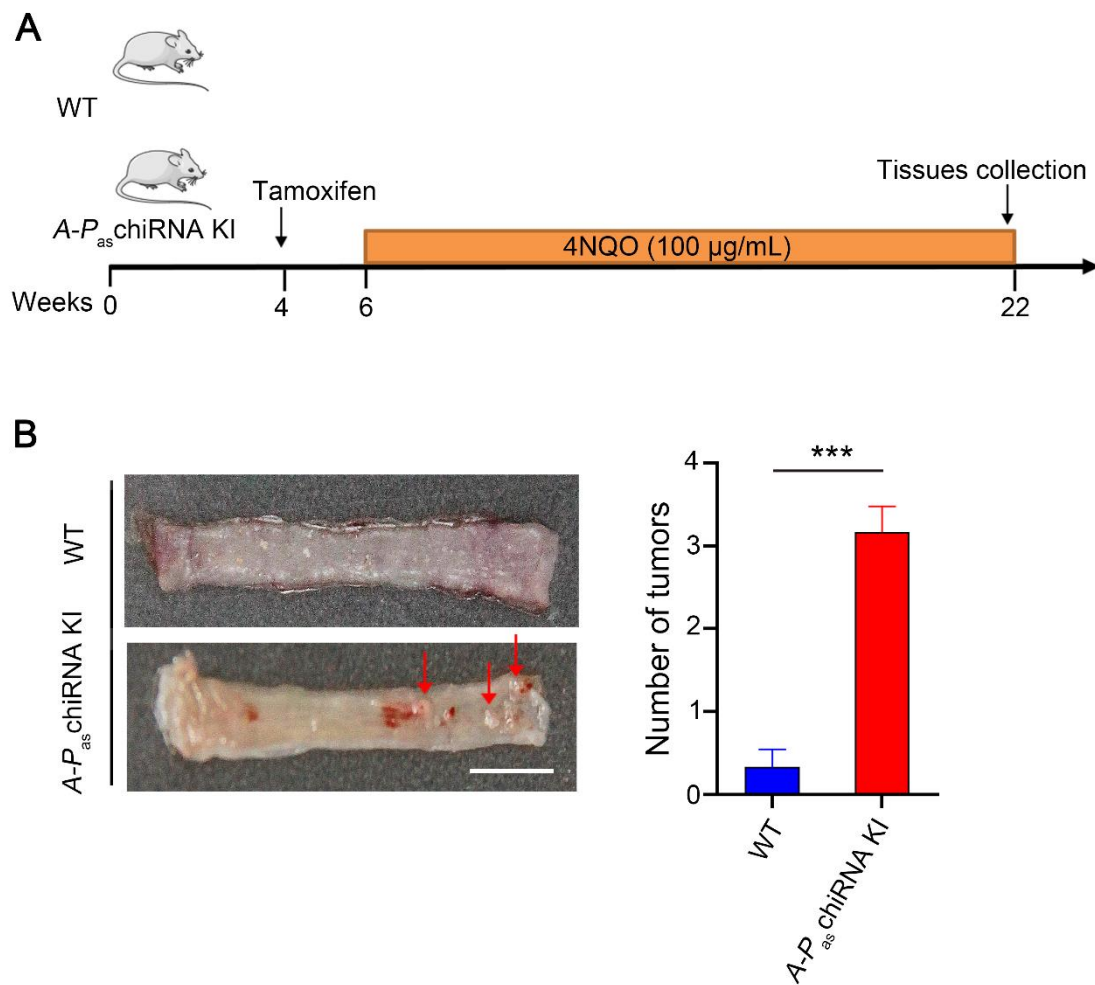 A
WT
A-PaschiRNA KI
Tamoxifen
Tissues collection
4NQO (100 µg/mL)
Weeks 0 4 6 22
B
WT
A-PaschiRNA KI
Number of tumors
4
3
2
1
0
***
WT
A-PaschiRNA KI